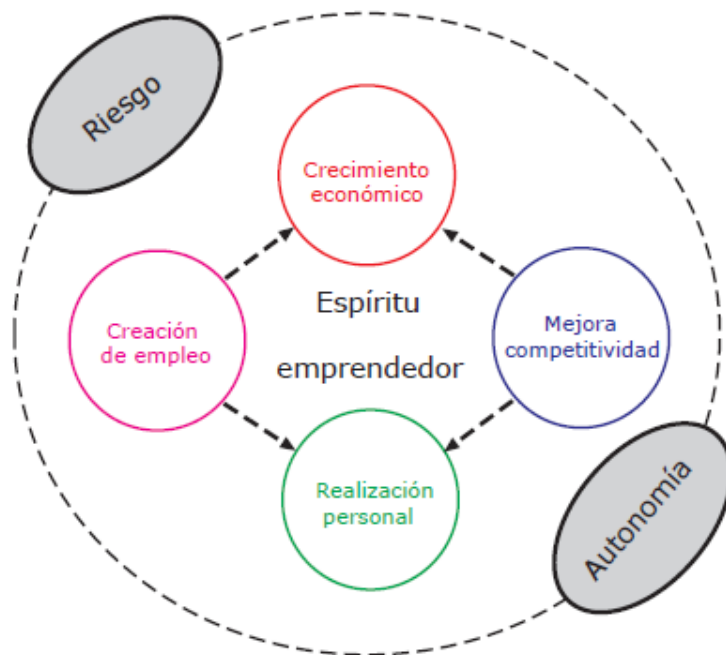 Riesgo
Crecimiento
económico
Espíritu
emprendedor
Creación
de empleo
Mejora
competitividad
Realización
personal
Autonomía